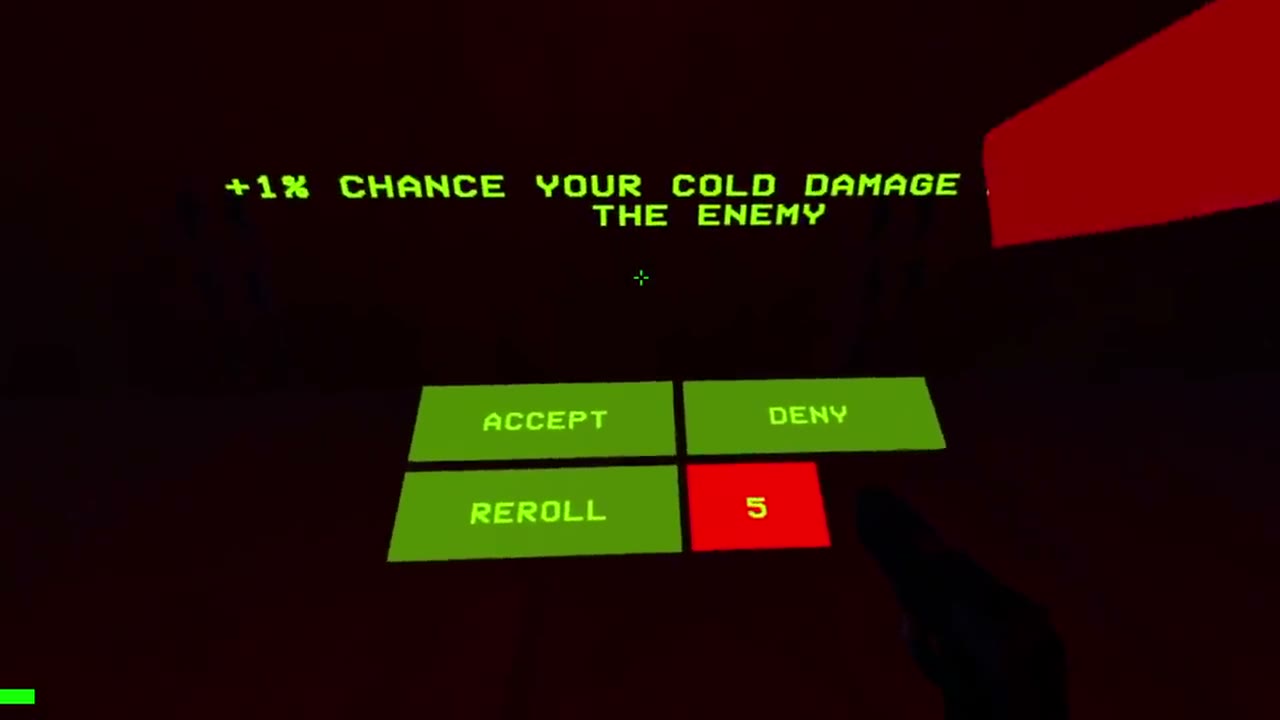 +1% CHANCE YOUR COLD DAMAGE
THE ENEMY
ACCEPT
DENY
REROLL
5